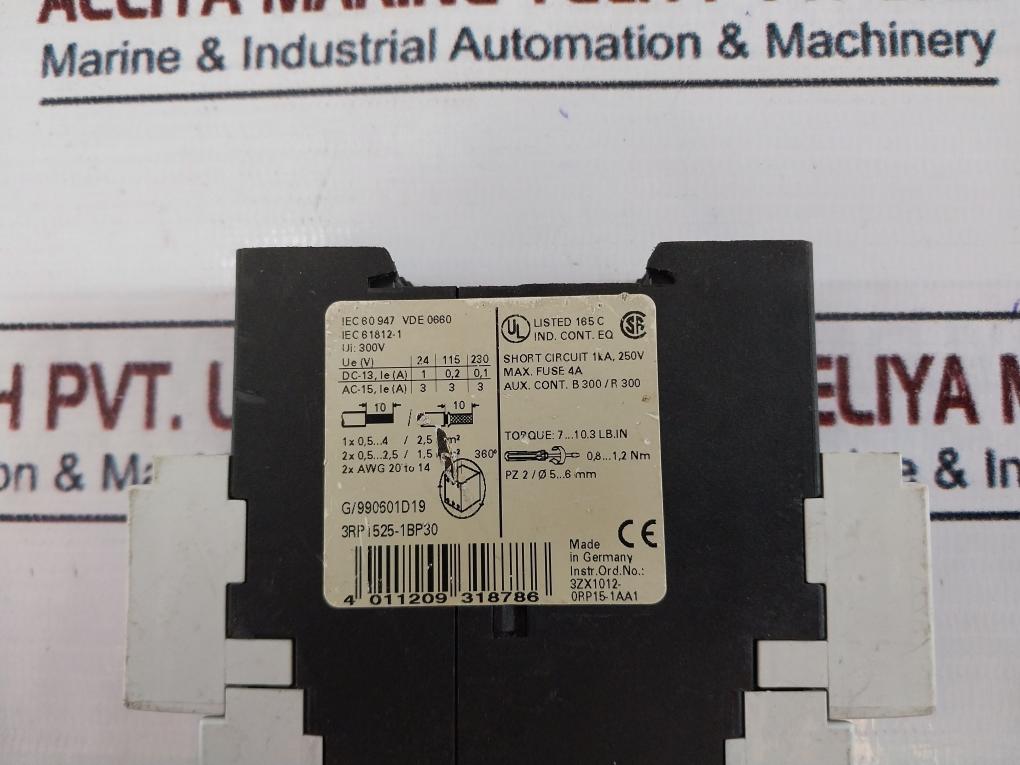 Marine & Industrial Automation & Machinery
H PVT.
ELIYA M
on & Ma
e & In
IEC 60947 VDE 0660
IEC 61812-1
Ui: 300V
Ue (V) 24 115 230
DC-13, Ie (A) 1 0,2 0,1
AC-15, Ie (A) 3 3 3
10 / 10
1x 0,5...4 / 2,5 mm²
2x 0,5...2,5 / 1,5 mm² 360°
2x AWG 20 to 14
G/990601D19
3RP1525-1BP30
4 011209 318786
UL LISTED 165 C
IND. CONT. EQ
SHORT CIRCUIT 1kA, 250V
MAX. FUSE 4A
AUX. CONT. B 300 / R 300
TORQUE: 7...10.3 LB.IN
0,8...1,2 Nm
PZ 2 / Ø 5...6 mm
Made
in Germany
Instr.Ord.No.:
3ZX1012-
0RP15-1AA1
CE